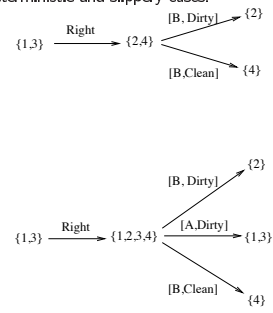 deterministic and slippery cases.
[B, Dirty] {2}
Right
{1,3} {2,4}
[B,Clean] {4}
{2}
[B, Dirty]
Right [A,Dirty]
{1,3} {1,2,3,4} {1,3}
[B,Clean]
{4}